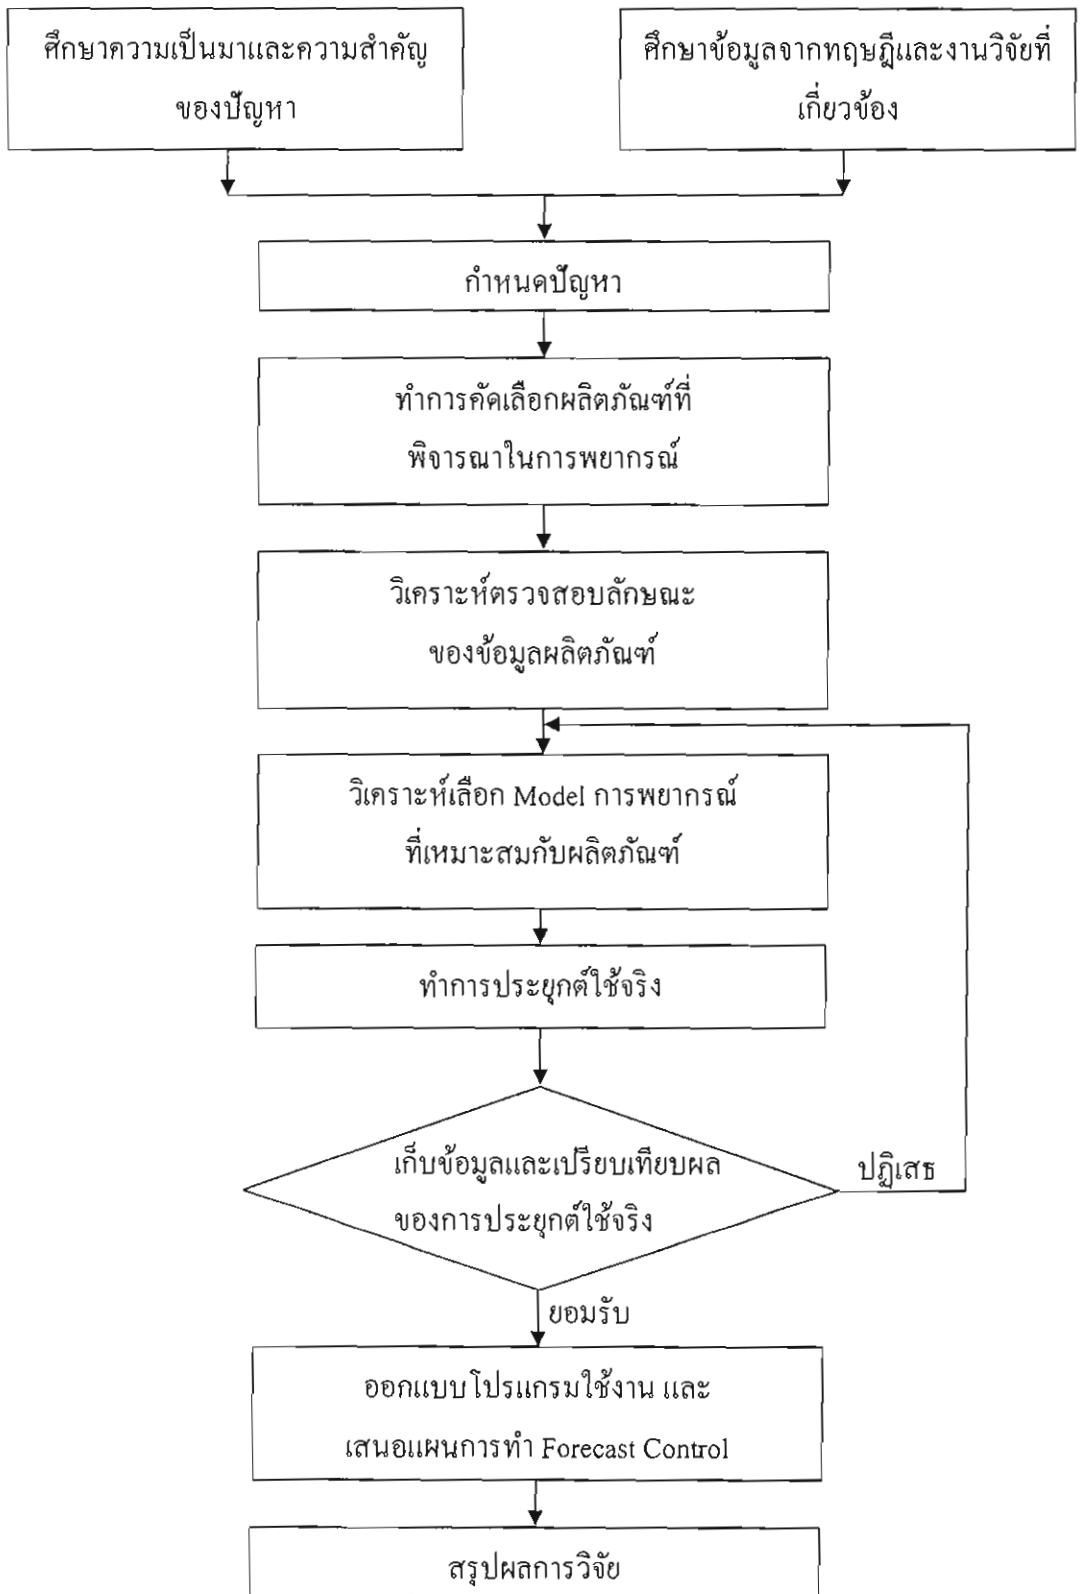 ศึกษาความเป็นมาและความสำคัญ
ของปัญหา
ศึกษาข้อมูลจากทฤษฎีและงานวิจัยที่
เกี่ยวข้อง
กำหนดปัญหา
ทำการคัดเลือกผลิตภัณฑ์ที่
พิจารณาในการพยากรณ์
วิเคราะห์ตรวจสอบลักษณะ
ของข้อมูลผลิตภัณฑ์
วิเคราะห์เลือก Model การพยากรณ์
ที่เหมาะสมกับผลิตภัณฑ์
ทำการประยุกต์ใช้จริง
เก็บข้อมูลและเปรียบเทียบผล
ของการประยุกต์ใช้จริง
ปฏิเสธ
ยอมรับ
ออกแบบโปรแกรมใช้งาน และ
เสนอแผนการทำ Forecast Control
สรุปผลการวิจัย